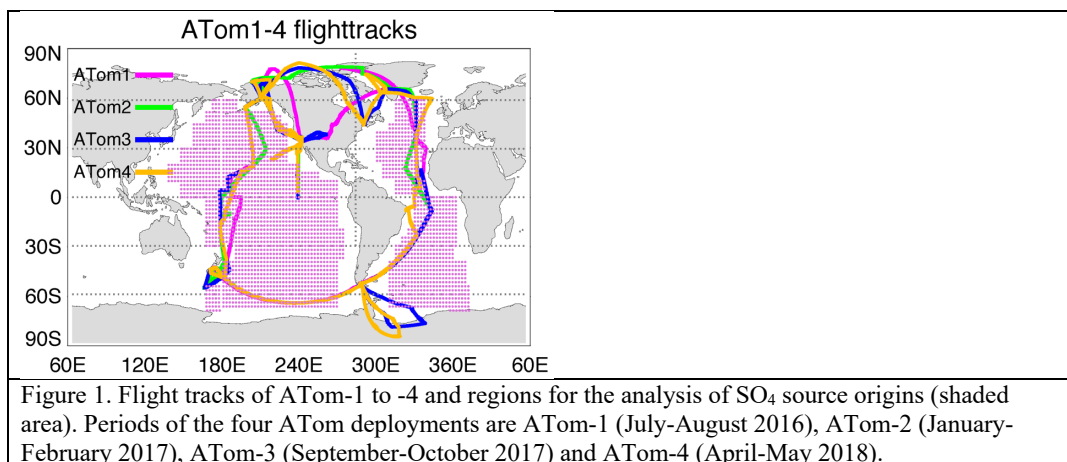 ATom1-4 flighttracks
90N
ATom1
60N
ATom2
ATom3
30N
ATom4
0
30S
60S
90S
60E 120E 180E 240E 300E 360E 60E
Figure 1. Flight tracks of ATom-1 to -4 and regions for the analysis of SO₄ source origins (shaded
area). Periods of the four ATom deployments are ATom-1 (July-August 2016), ATom-2 (January-
February 2017), ATom-3 (September-October 2017) and ATom-4 (April-May 2018).